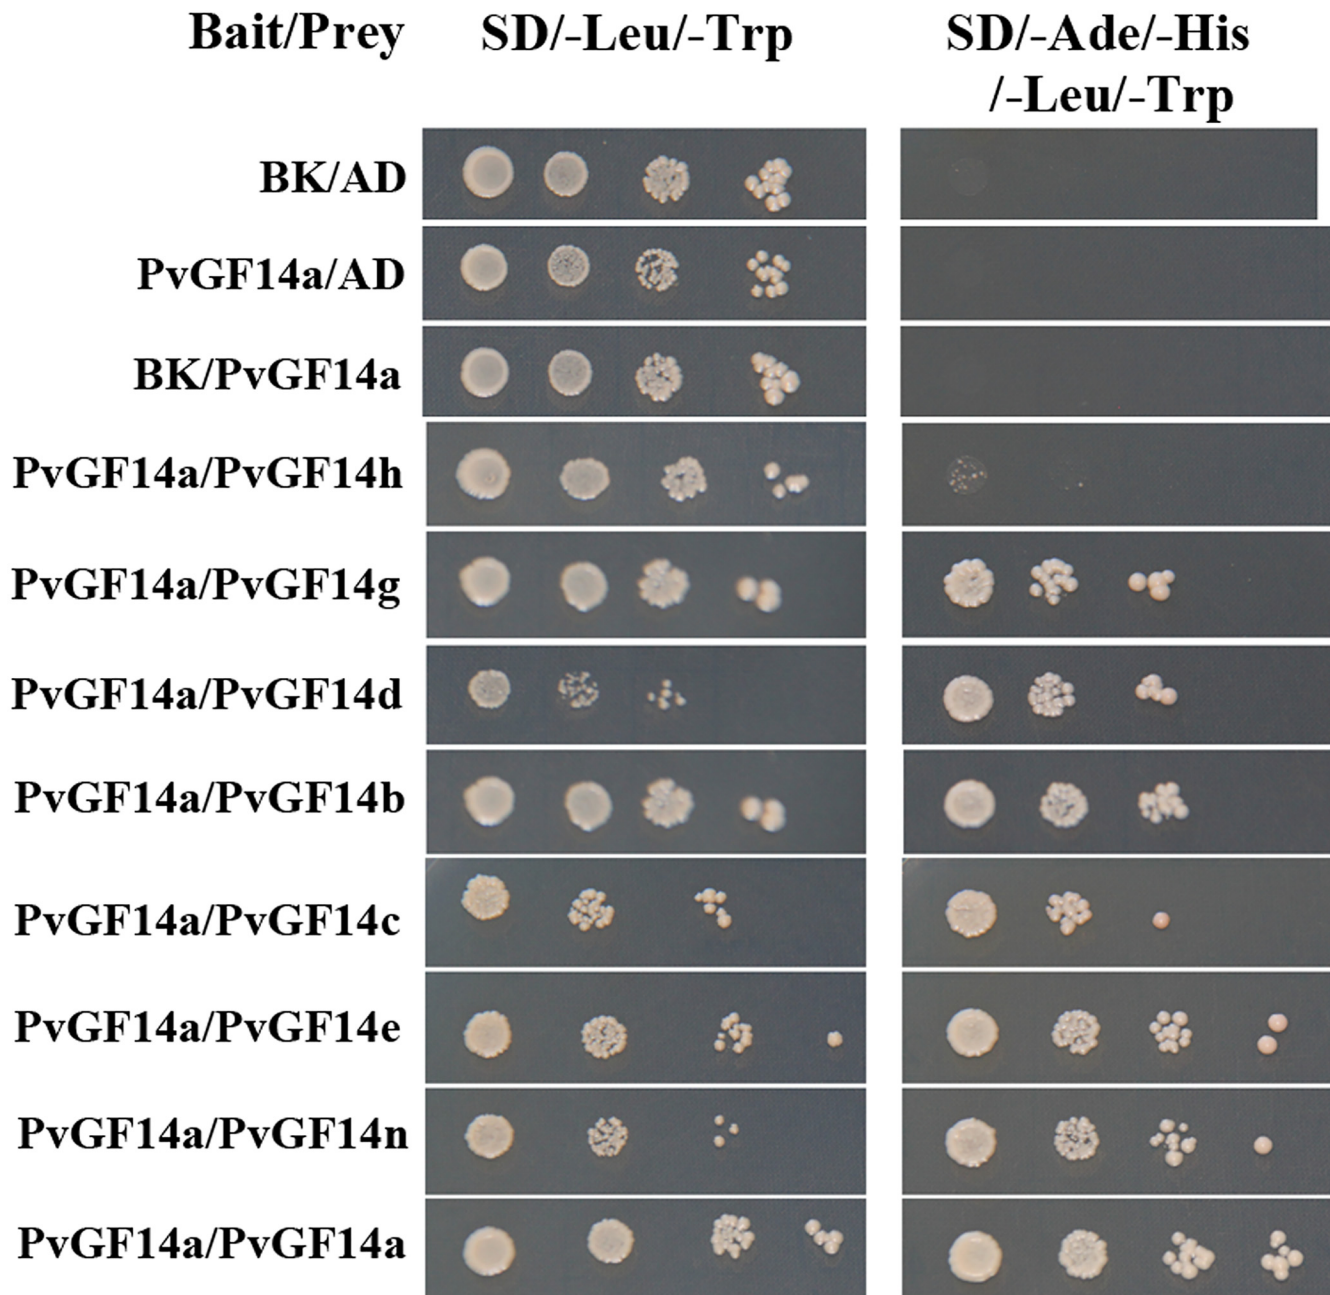 Bait/Prey SD/-Leu/-Trp SD/-Ade/-His
/-Leu/-Trp
BK/AD
PvGF14a/AD
BK/PvGF14a
PvGF14a/PvGF14h
PvGF14a/PvGF14g
PvGF14a/PvGF14d
PvGF14a/PvGF14b
PvGF14a/PvGF14c
PvGF14a/PvGF14e
PvGF14a/PvGF14n
PvGF14a/PvGF14a